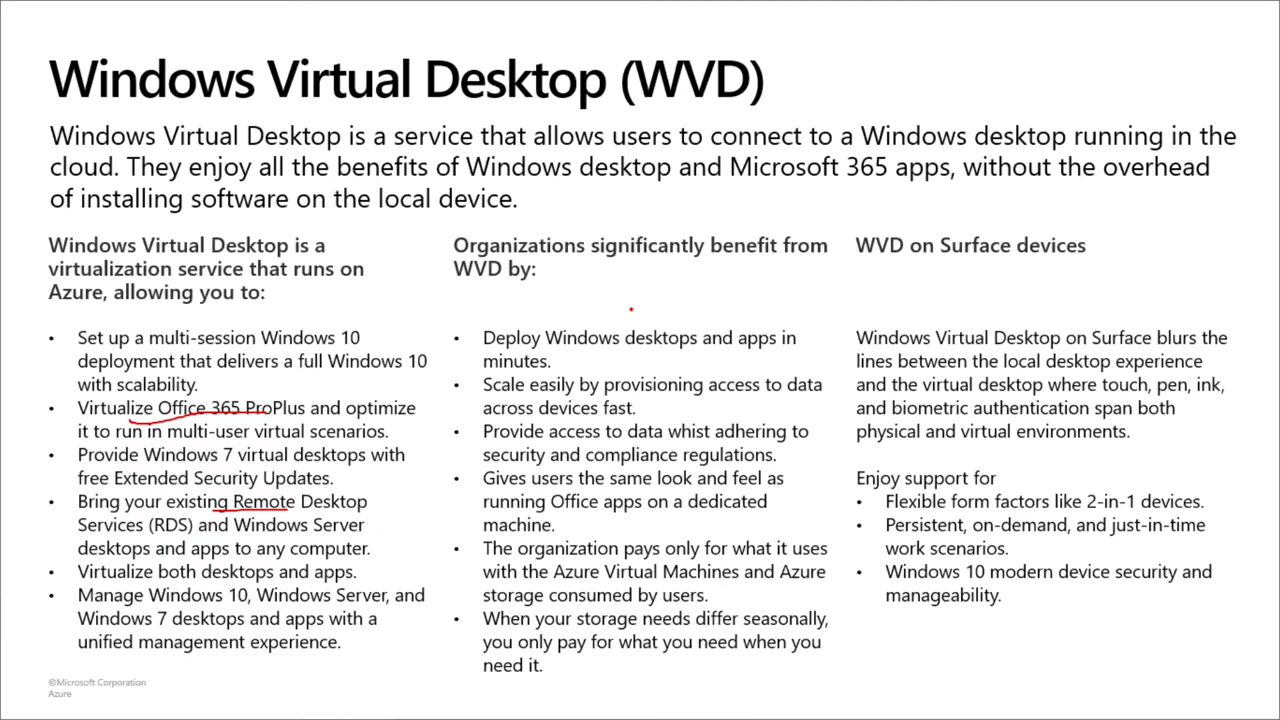 Windows Virtual Desktop (WVD)
Windows Virtual Desktop is a service that allows users to connect to a Windows desktop running in the
cloud. They enjoy all the benefits of Windows desktop and Microsoft 365 apps, without the overhead
of installing software on the local device.
Windows Virtual Desktop is a
virtualization service that runs on
Azure, allowing you to:
• Set up a multi-session Windows 10
deployment that delivers a full Windows 10
with scalability.
• Virtualize Office 365 ProPlus and optimize
it to run in multi-user virtual scenarios.
• Provide Windows 7 virtual desktops with
free Extended Security Updates.
• Bring your existing Remote Desktop
Services (RDS) and Windows Server
desktops and apps to any computer.
• Virtualize both desktops and apps.
• Manage Windows 10, Windows Server, and
Windows 7 desktops and apps with a
unified management experience.
Organizations significantly benefit from
WVD by:
• Deploy Windows desktops and apps in
minutes.
• Scale easily by provisioning access to data
across devices fast.
• Provide access to data whist adhering to
security and compliance regulations.
• Gives users the same look and feel as
running Office apps on a dedicated
machine.
• The organization pays only for what it uses
with the Azure Virtual Machines and Azure
storage consumed by users.
• When your storage needs differ seasonally,
you only pay for what you need when you
need it.
WVD on Surface devices
Windows Virtual Desktop on Surface blurs the
lines between the local desktop experience
and the virtual desktop where touch, pen, ink,
and biometric authentication span both
physical and virtual environments.
Enjoy support for
• Flexible form factors like 2-in-1 devices.
• Persistent, on-demand, and just-in-time
work scenarios.
• Windows 10 modern device security and
manageability.
©Microsoft Corporation
Azure